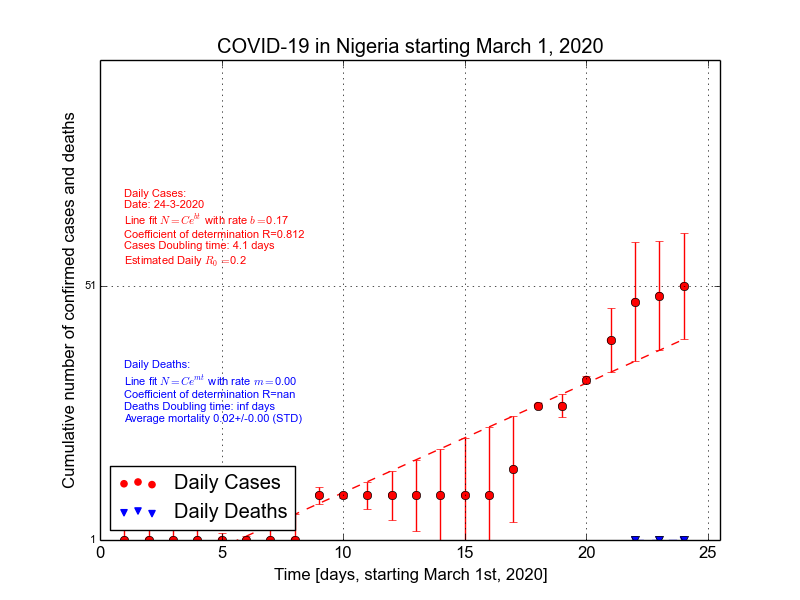 COVID-19 in Nigeria starting March 1, 2020
Cumulative number of confirmed cases and deaths
Daily Cases:
Date: 24-3-2020
Line fit N = Ce^{bt} with rate b =0.17
Coefficient of determination R=0.812
Cases Doubling time: 4.1 days
Estimated Daily R_0 =0.2
51
Daily Deaths:
Line fit N = Ce^{mt} with rate m =0.00
Coefficient of determination R=nan
Deaths Doubling time: inf days
Average mortality 0.02+/-0.00 (STD)
Daily Cases
Daily Deaths
1
0 5 10 15 20 25
Time [days, starting March 1st, 2020]